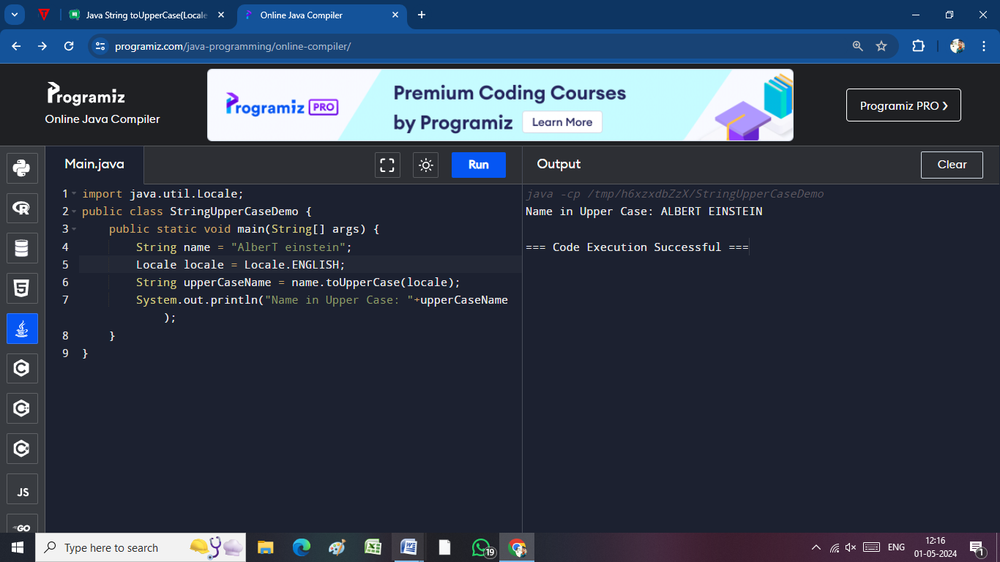 Java String toUpperCase(Locale
Online Java Compiler
programiz.com/java-programming/online-compiler/
Programiz
Online Java Compiler
Programiz PRO
Premium Coding Courses
by Programiz
Learn More
Programiz PRO ❯
Main.java
Run
Output
Clear
1 import java.util.Locale;
2 public class StringUpperCaseDemo {
3 public static void main(String[] args) {
4 String name = "AlberT einstein";
5 Locale locale = Locale.ENGLISH;
6 String upperCaseName = name.toUpperCase(locale);
7 System.out.println("Name in Upper Case: "+upperCaseName
);
8 }
9 }
java -cp /tmp/h6xzxdbZzX/StringUpperCaseDemo
Name in Upper Case: ALBERT EINSTEIN
=== Code Execution Successful ===
R
5
C
C
C
JS
GO
Type here to search
19
ENG
12:16
01-05-2024
1